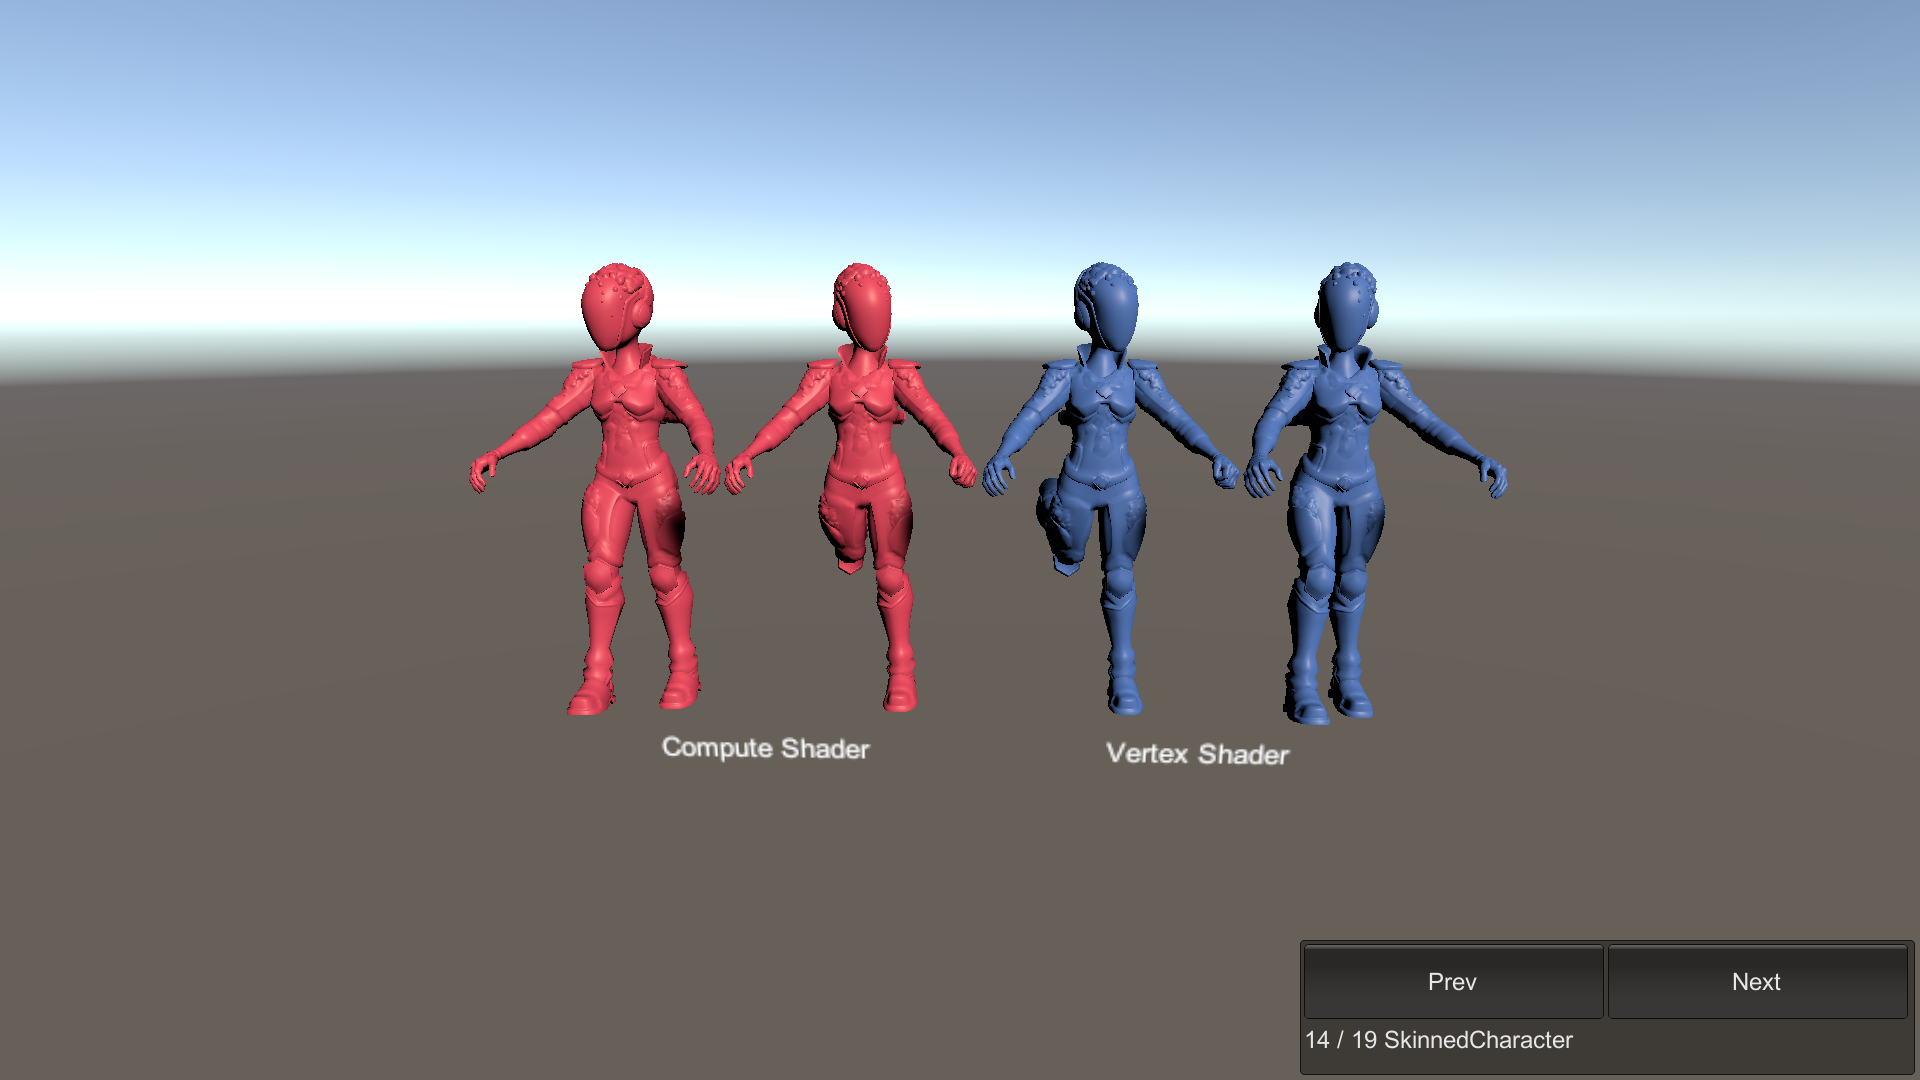 Compute Shader
Vertex Shader
Prev
Next
14 / 19 SkinnedCharacter